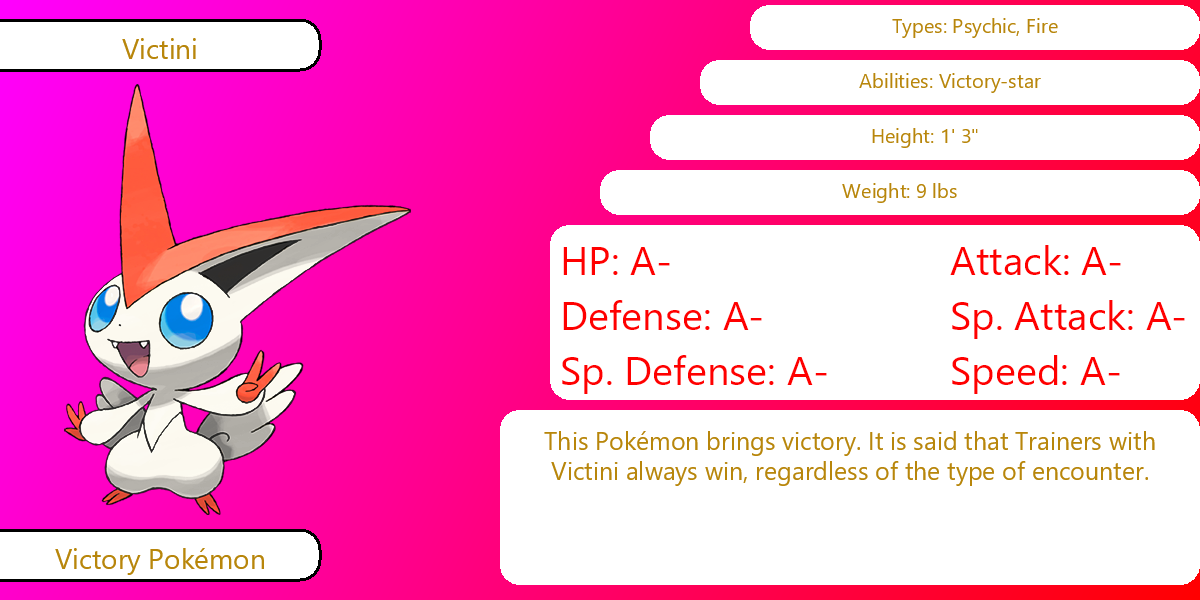 Victini
Types: Psychic, Fire
Abilities: Victory-star
Height: 1' 3"
Weight: 9 lbs
HP: A-
Attack: A-
Defense: A-
Sp. Attack: A-
Sp. Defense: A-
Speed: A-
This Pokémon brings victory. It is said that Trainers with
Victini always win, regardless of the type of encounter.
Victory Pokémon